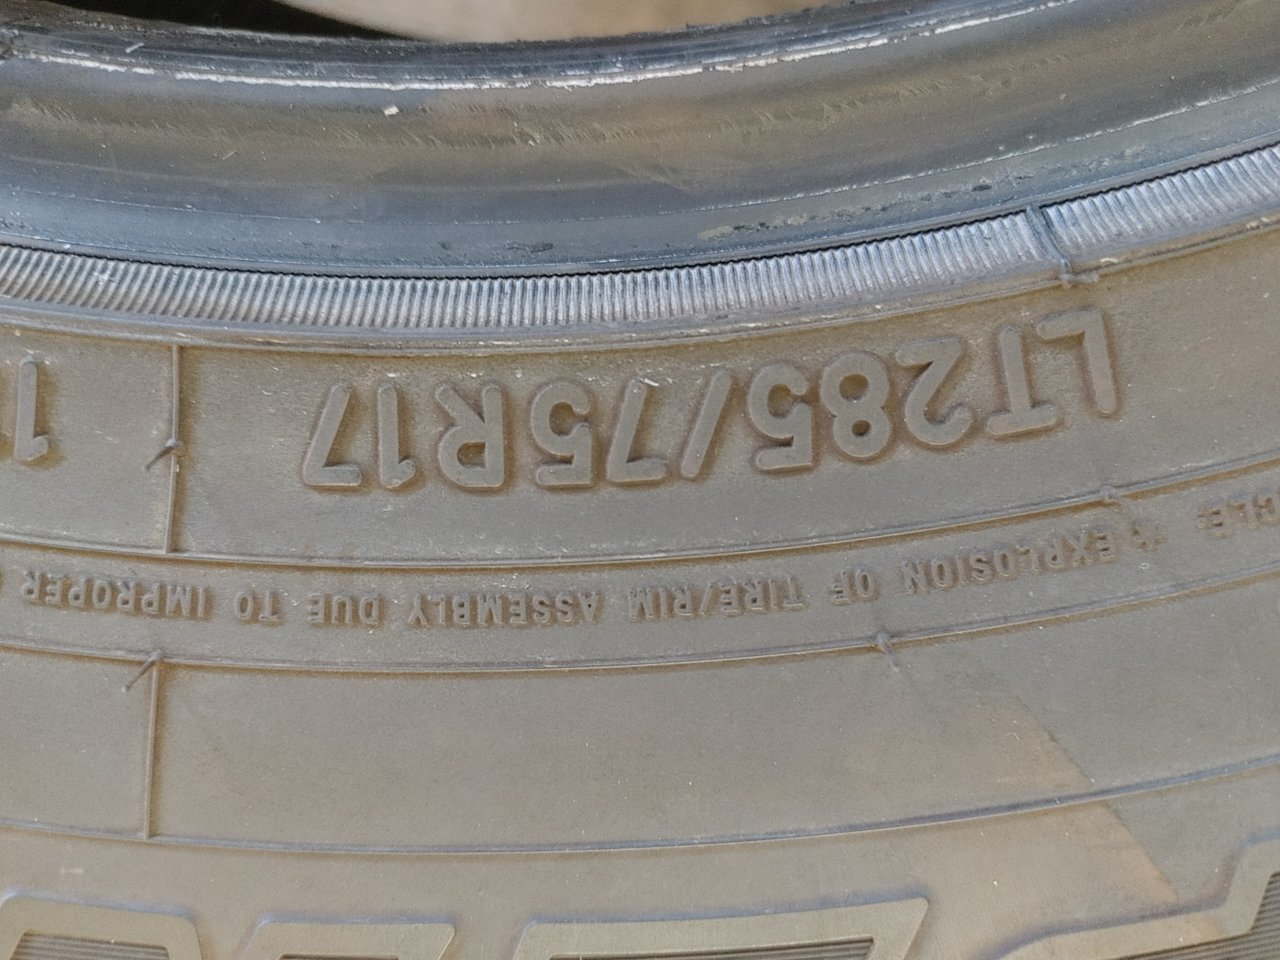 LT285/75R17
EXPLOSION OF TIRE/RIM ASSEMBLY DUE TO IMPROPER